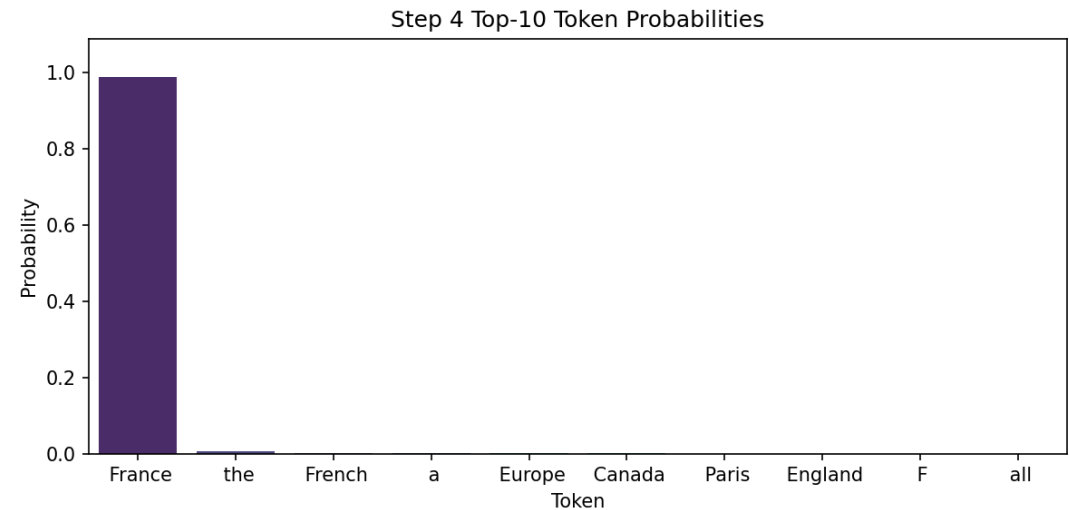 Step 4 Top-10 Token Probabilities
1.0
0.8
0.6
0.4
0.2
0.0
Probability
France the French a Europe Canada Paris England F all
Token